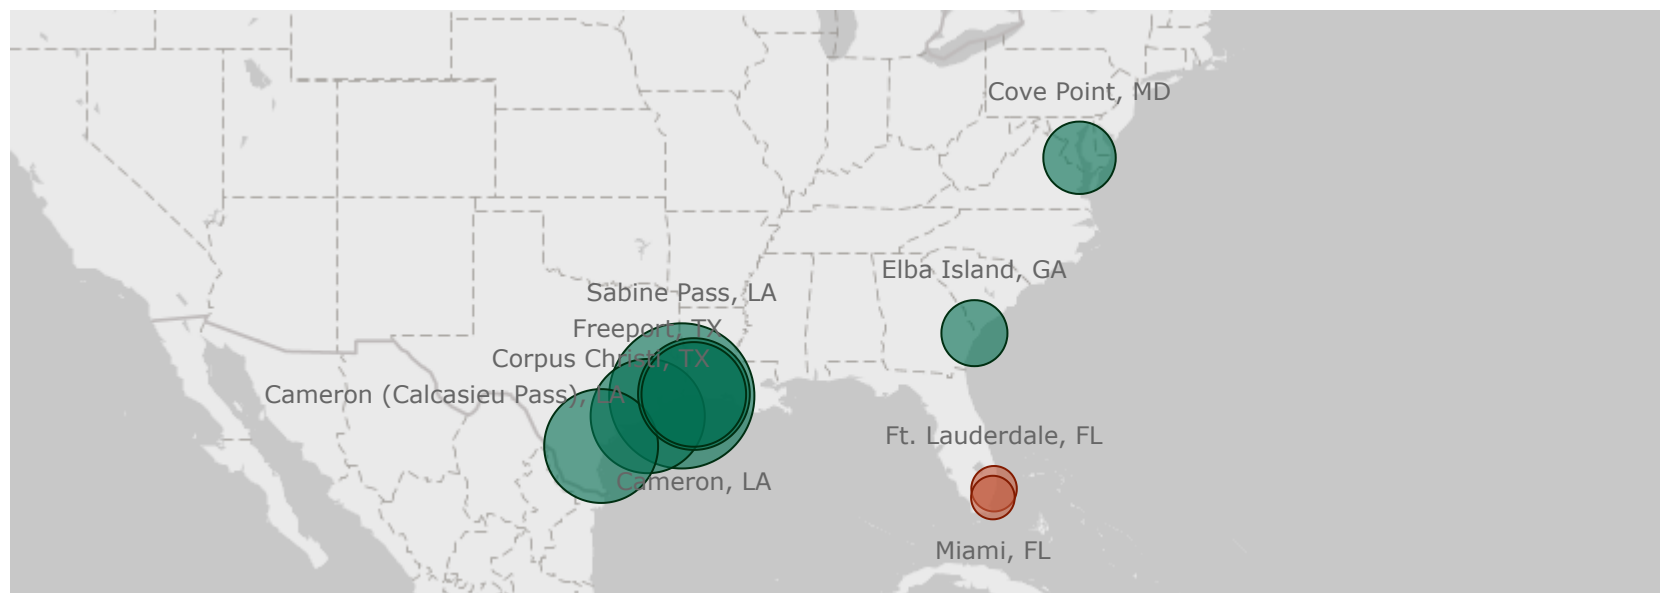 Cove Point, MD
Elba Island, GA
Sabine Pass, LA
Freeport, TX
Corpus Christi, TX
Cameron (Calcasieu Pass), LA
Ft. Lauderdale, FL
Cameron, LA
Miami, FL